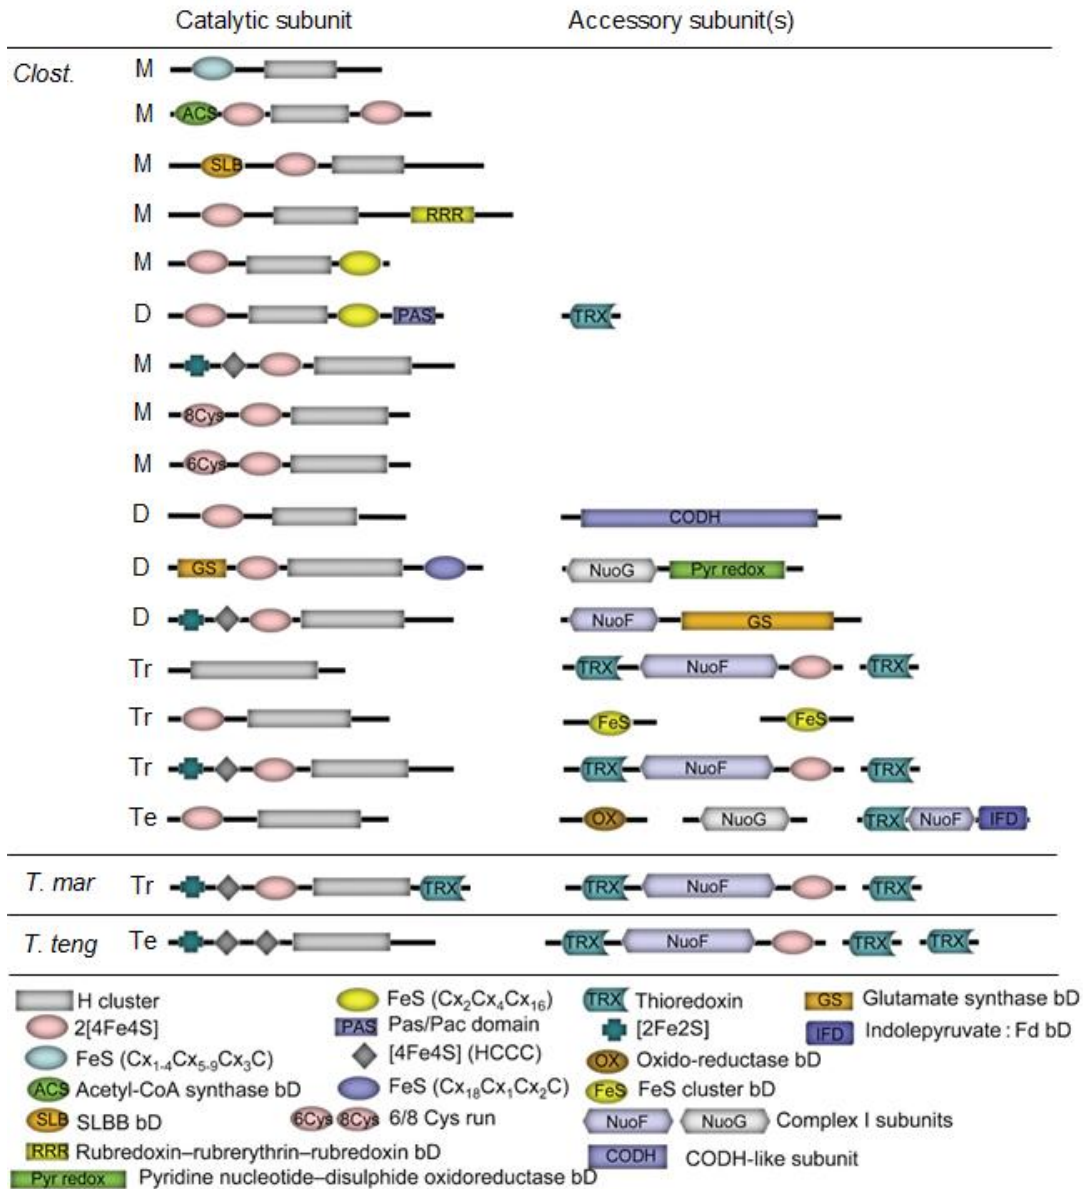 Catalytic subunit Accessory subunit(s)
Clost. M
M ACS
M SLB
M RRR
M
D PAS TRX
M
M 8Cys
M 6Cys
D CODH
D GS NuoG Pyr redox
D NuoF GS
Tr TRX NuoF TRX
Tr FeS FeS
Tr TRX NuoF TRX
Te OX NuoG TRX NuoF IFD
T. mar Tr TRX TRX NuoF TRX
T. teng Te TRX NuoF TRX TRX
H cluster FeS (Cx₂Cx₄Cx₁₆) TRX Thioredoxin GS Glutamate synthase bD
2[4Fe4S] PAS Pas/Pac domain [2Fe2S] IFD Indolepyruvate : Fd bD
FeS (Cx₁₋₄Cx₅₋₉Cx₃C) [4Fe4S] (HCCC) OX Oxido-reductase bD
ACS Acetyl-CoA synthase bD FeS (Cx₁₈Cx₁Cx₂C) FeS FeS cluster bD
SLB SLBB bD 6Cys 8Cys 6/8 Cys run NuoF NuoG Complex I subunits
RRR Rubredoxin–rubrerythrin–rubredoxin bD CODH CODH-like subunit
Pyr redox Pyridine nucleotide–disulphide oxidoreductase bD